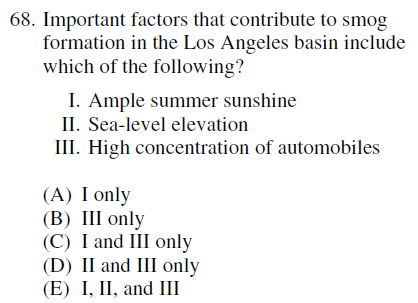 68. Important factors that contribute to smog
formation in the Los Angeles basin include
which of the following?
I. Ample summer sunshine
II. Sea-level elevation
III. High concentration of automobiles
(A) I only
(B) III only
(C) I and III only
(D) II and III only
(E) I, II, and III